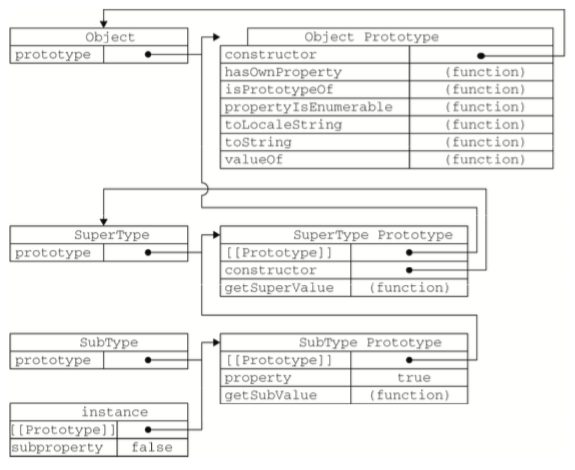 Object
prototype
Object Prototype
constructor
hasOwnProperty (function)
isPrototypeOf (function)
propertyIsEnumerable (function)
toLocaleString (function)
toString (function)
valueOf (function)
SuperType
prototype
SuperType Prototype
[[Prototype]]
constructor
getSuperValue (function)
SubType
prototype
SubType Prototype
[[Prototype]]
property true
getSubValue (function)
instance
[[Prototype]]
subproperty false